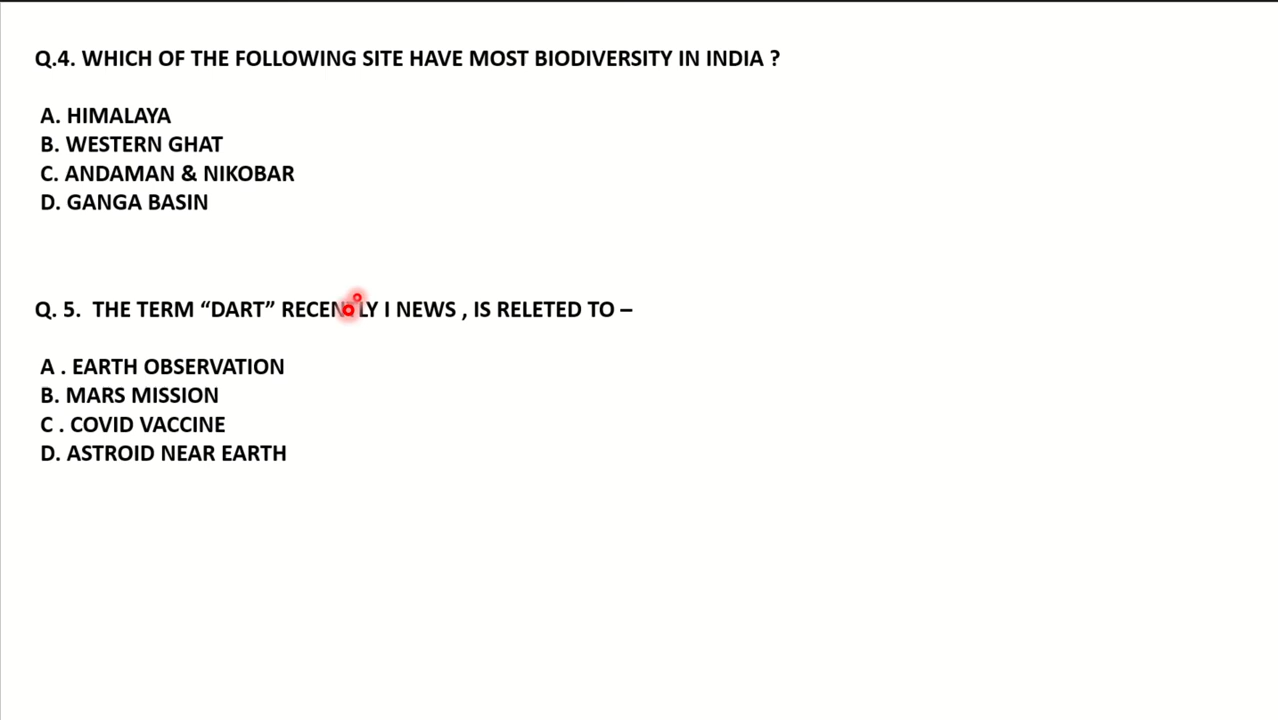 Q.4. WHICH OF THE FOLLOWING SITE HAVE MOST BIODIVERSITY IN INDIA ?
A. HIMALAYA
B. WESTERN GHAT
C. ANDAMAN & NIKOBAR
D. GANGA BASIN
Q. 5. THE TERM “DART” RECENTLY I NEWS , IS RELETED TO –
A . EARTH OBSERVATION
B. MARS MISSION
C . COVID VACCINE
D. ASTROID NEAR EARTH